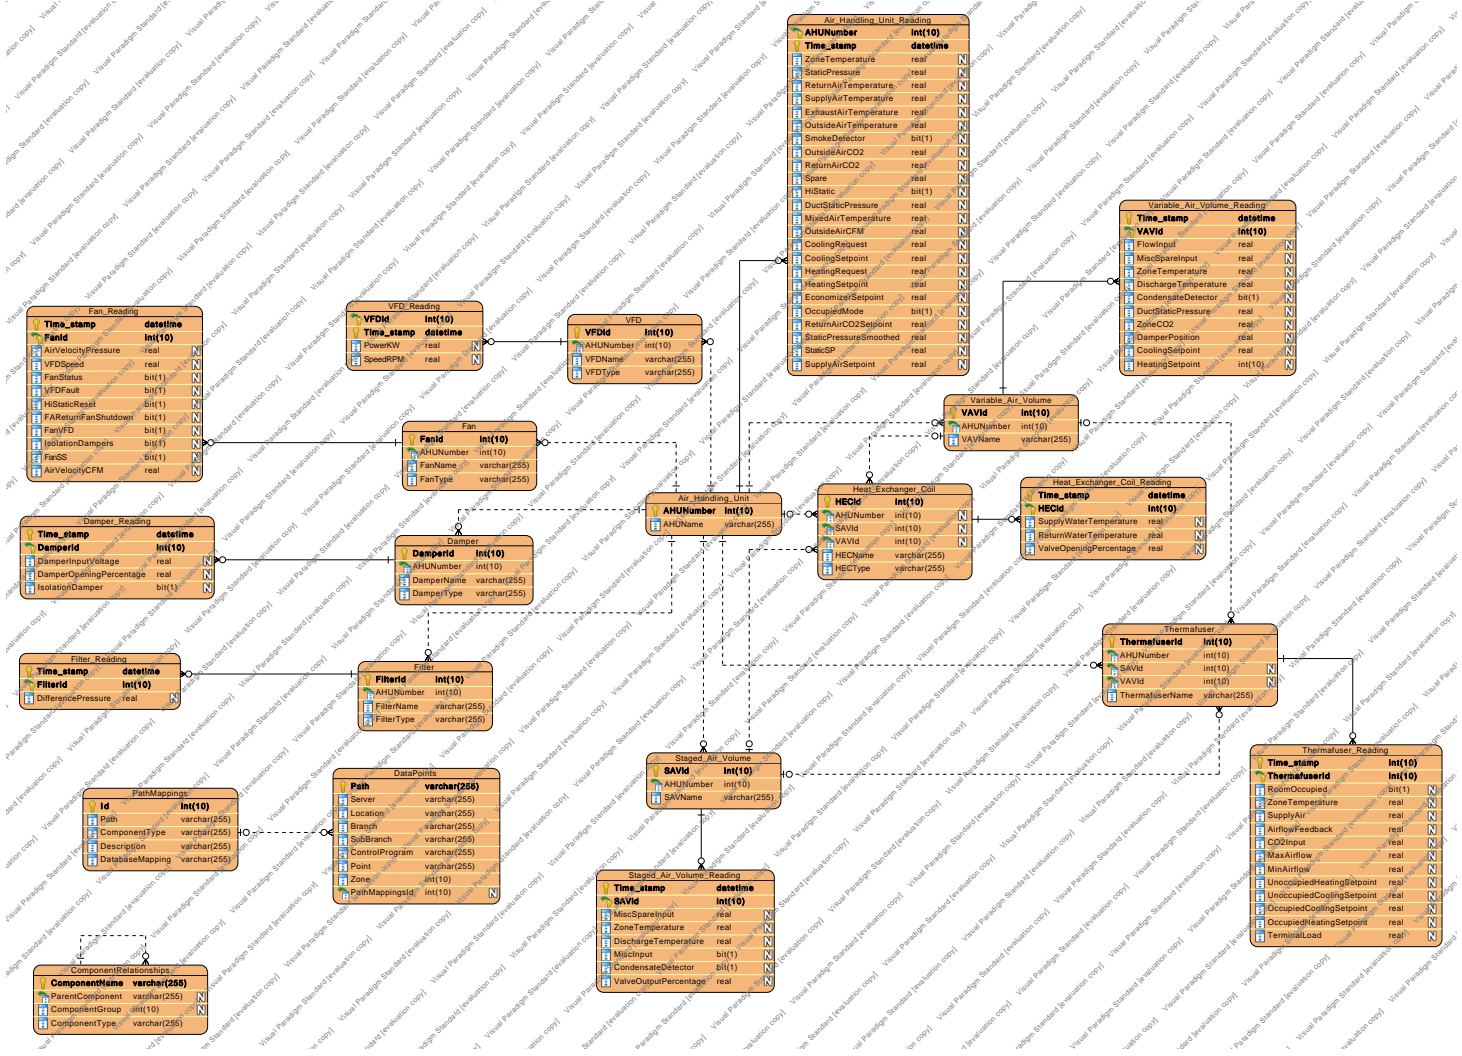 Air_Handling_Unit_Reading
AHUNumber int(10)
Time_stamp datetime
ZoneTemperature real N
StaticPressure real N
ReturnAirTemperature real N
SupplyAirTemperature real N
ExhaustAirTemperature real N
OutsideAirTemperature real N
SmokeDetector bit(1) N
OutsideAirCO2 real N
ReturnAirCO2 real N
Spare real N
HiStatic bit(1) N
DuctStaticPressure real N
MixedAirTemperature real N
OutsideAirCFM real N
CoolingRequest real N
CoolingSetpoint real N
HeatingRequest real N
HeatingSetpoint real N
EconomizerSetpoint real N
OccupiedMode bit(1) N
ReturnAirCO2Setpoint real N
StaticPressureSmoothed real N
StaticSP real N
SupplyAirSetpoint real N
Variable_Air_Volume_Reading
Time_stamp datetime
VAVId int(10)
FlowInput real N
MiscSpareInput real N
ZoneTemperature real N
DischargeTemperature real N
CondensateDetector bit(1) N
DuctStaticPressure real N
ZoneCO2 real N
DamperPosition real N
CoolingSetpoint real N
HeatingSetpoint int(10) N
Fan_Reading
Time_stamp datetime
FanId int(10)
AirVelocityPressure real N
VFDSpeed real N
FanStatus bit(1) N
VFDFault bit(1) N
HiStaticReset bit(1) N
FAReturnFanShutdown bit(1) N
FanVFD bit(1) N
IsolationDampers bit(1) N
FanSS bit(1) N
AirVelocityCFM real N
VFD_Reading
VFDId int(10)
Time_stamp datetime
PowerKW real N
SpeedRPM real N
VFD
VFDId int(10)
AHUNumber int(10)
VFDName varchar(255)
VFDType varchar(255)
Variable_Air_Volume
VAVId int(10)
AHUNumber int(10)
VAVName varchar(255)
Fan
FanId int(10)
AHUNumber int(10)
FanName varchar(255)
FanType varchar(255)
Air_Handling_Unit
AHUNumber int(10)
AHUName varchar(255)
Heat_Exchanger_Coil
HECId int(10)
AHUNumber int(10) N
SAVId int(10) N
VAVId int(10) N
HECName varchar(255)
HECType varchar(255)
Heat_Exchanger_Coil_Reading
Time_stamp datetime
HECId int(10)
SupplyWaterTemperature real N
ReturnWaterTemperature real N
ValveOpeningPercentage real N
Damper_Reading
Time_stamp datetime
DamperId int(10)
DamperInputVoltage real N
DamperOpeningPercentage real N
IsolationDamper bit(1) N
Damper
DamperId int(10)
AHUNumber int(10)
DamperName varchar(255)
DamperType varchar(255)
Thermafuser
ThermafuserId int(10)
AHUNumber int(10)
SAVId int(10) N
VAVId int(10) N
ThermafuserName varchar(255)
Filter_Reading
Time_stamp datetime
FilterId int(10)
DifferencePressure real N
Filter
FilterId int(10)
AHUNumber int(10)
FilterName varchar(255)
FilterType varchar(255)
Staged_Air_Volume
SAVId int(10)
AHUNumber int(10)
SAVName varchar(255)
Thermafuser_Reading
Time_stamp datetime
ThermafuserId int(10)
RoomOccupied bit(1) N
ZoneTemperature real N
SupplyAir real N
AirflowFeedback real N
CO2Input real N
MaxAirflow real N
MinAirflow real N
UnoccupiedHeatingSetpoint real N
UnoccupiedCoolingSetpoint real N
OccupiedCoolingSetpoint real N
OccupiedHeatingSetpoint real N
TerminalLoad real N
PathMappings
Id int(10)
Path varchar(255)
ComponentType varchar(255)
Description varchar(255)
DatabaseMapping varchar(255)
DataPoints
Path varchar(255)
Server varchar(255)
Location varchar(255)
Branch varchar(255)
SubBranch varchar(255)
ControlProgram varchar(255)
Point varchar(255)
Zone int(10)
PathMappingsId int(10) N
Staged_Air_Volume_Reading
Time_stamp datetime
SAVId int(10)
MiscSpareInput real N
ZoneTemperature real N
DischargeTemperature real N
MiscInput bit(1) N
CondensateDetector bit(1) N
ValveOutputPercentage real N
ComponentRelationships
ComponentName varchar(255)
ParentComponent varchar(255) N
ComponentGroup int(10) N
ComponentType varchar(255)
Visual Paradigm Standard [evaluation copy]